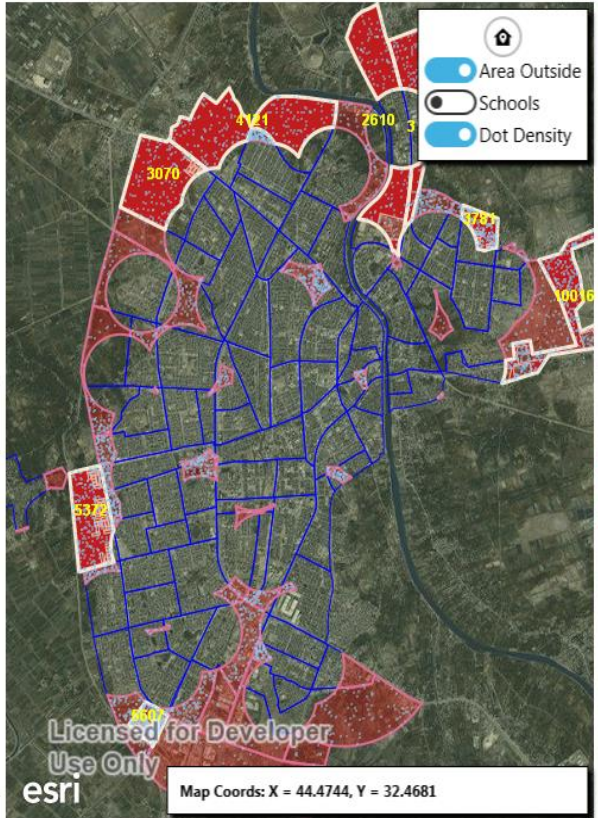 Area Outside
Schools
Dot Density
4121
2610
3
3070
3781
10016
5372
5607
Licensed for Developer
Use Only
esri
Map Coords: X = 44.4744, Y = 32.4681